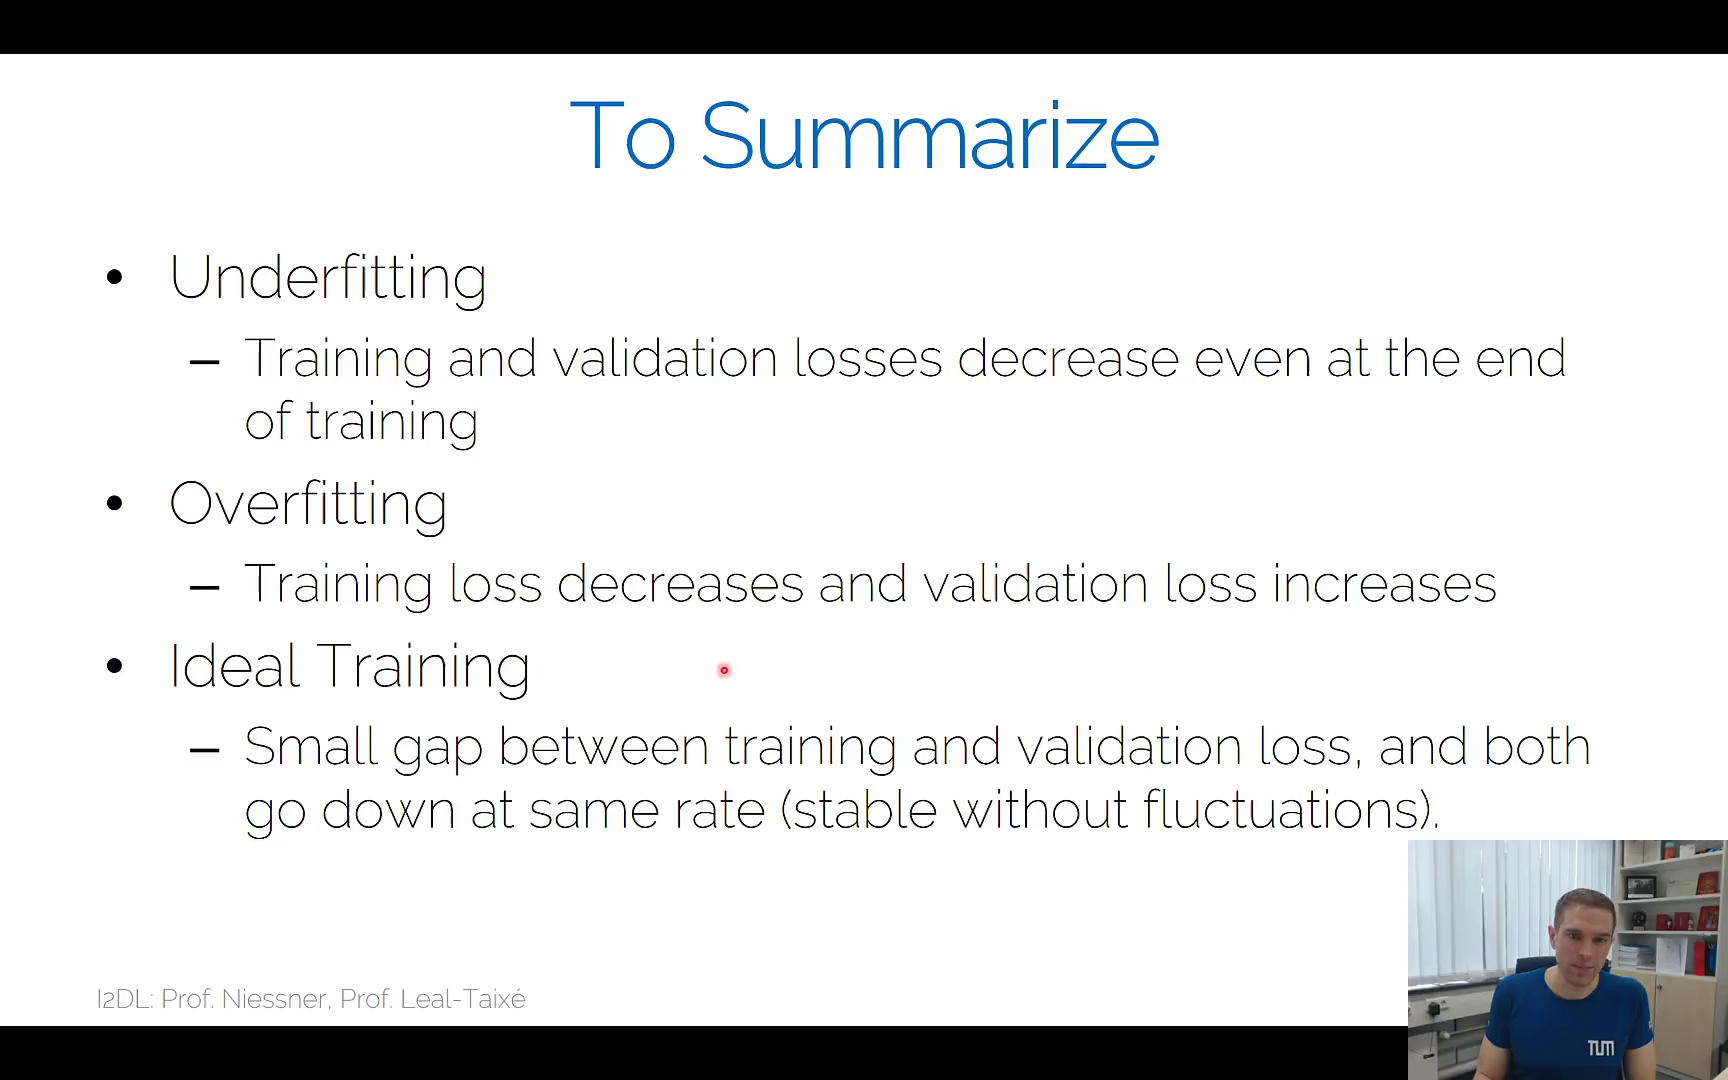 To Summarize
• Underfitting
– Training and validation losses decrease even at the end
of training
• Overfitting
– Training loss decreases and validation loss increases
• Ideal Training
– Small gap between training and validation loss, and both
go down at same rate (stable without fluctuations).
I2DL: Prof. Niessner, Prof. Leal-Taixé
TUM